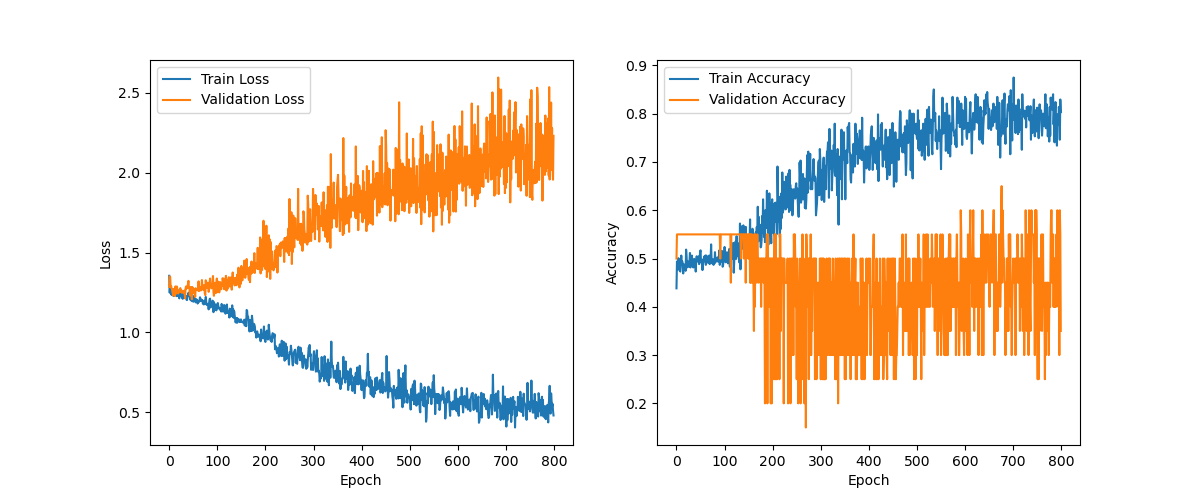 Train Loss
Validation Loss
2.5
2.0
1.5
1.0
0.5
Loss
0 100 200 300 400 500 600 700 800
Epoch
Train Accuracy
Validation Accuracy
0.9
0.8
0.7
0.6
0.5
0.4
0.3
0.2
Accuracy
0 100 200 300 400 500 600 700 800
Epoch